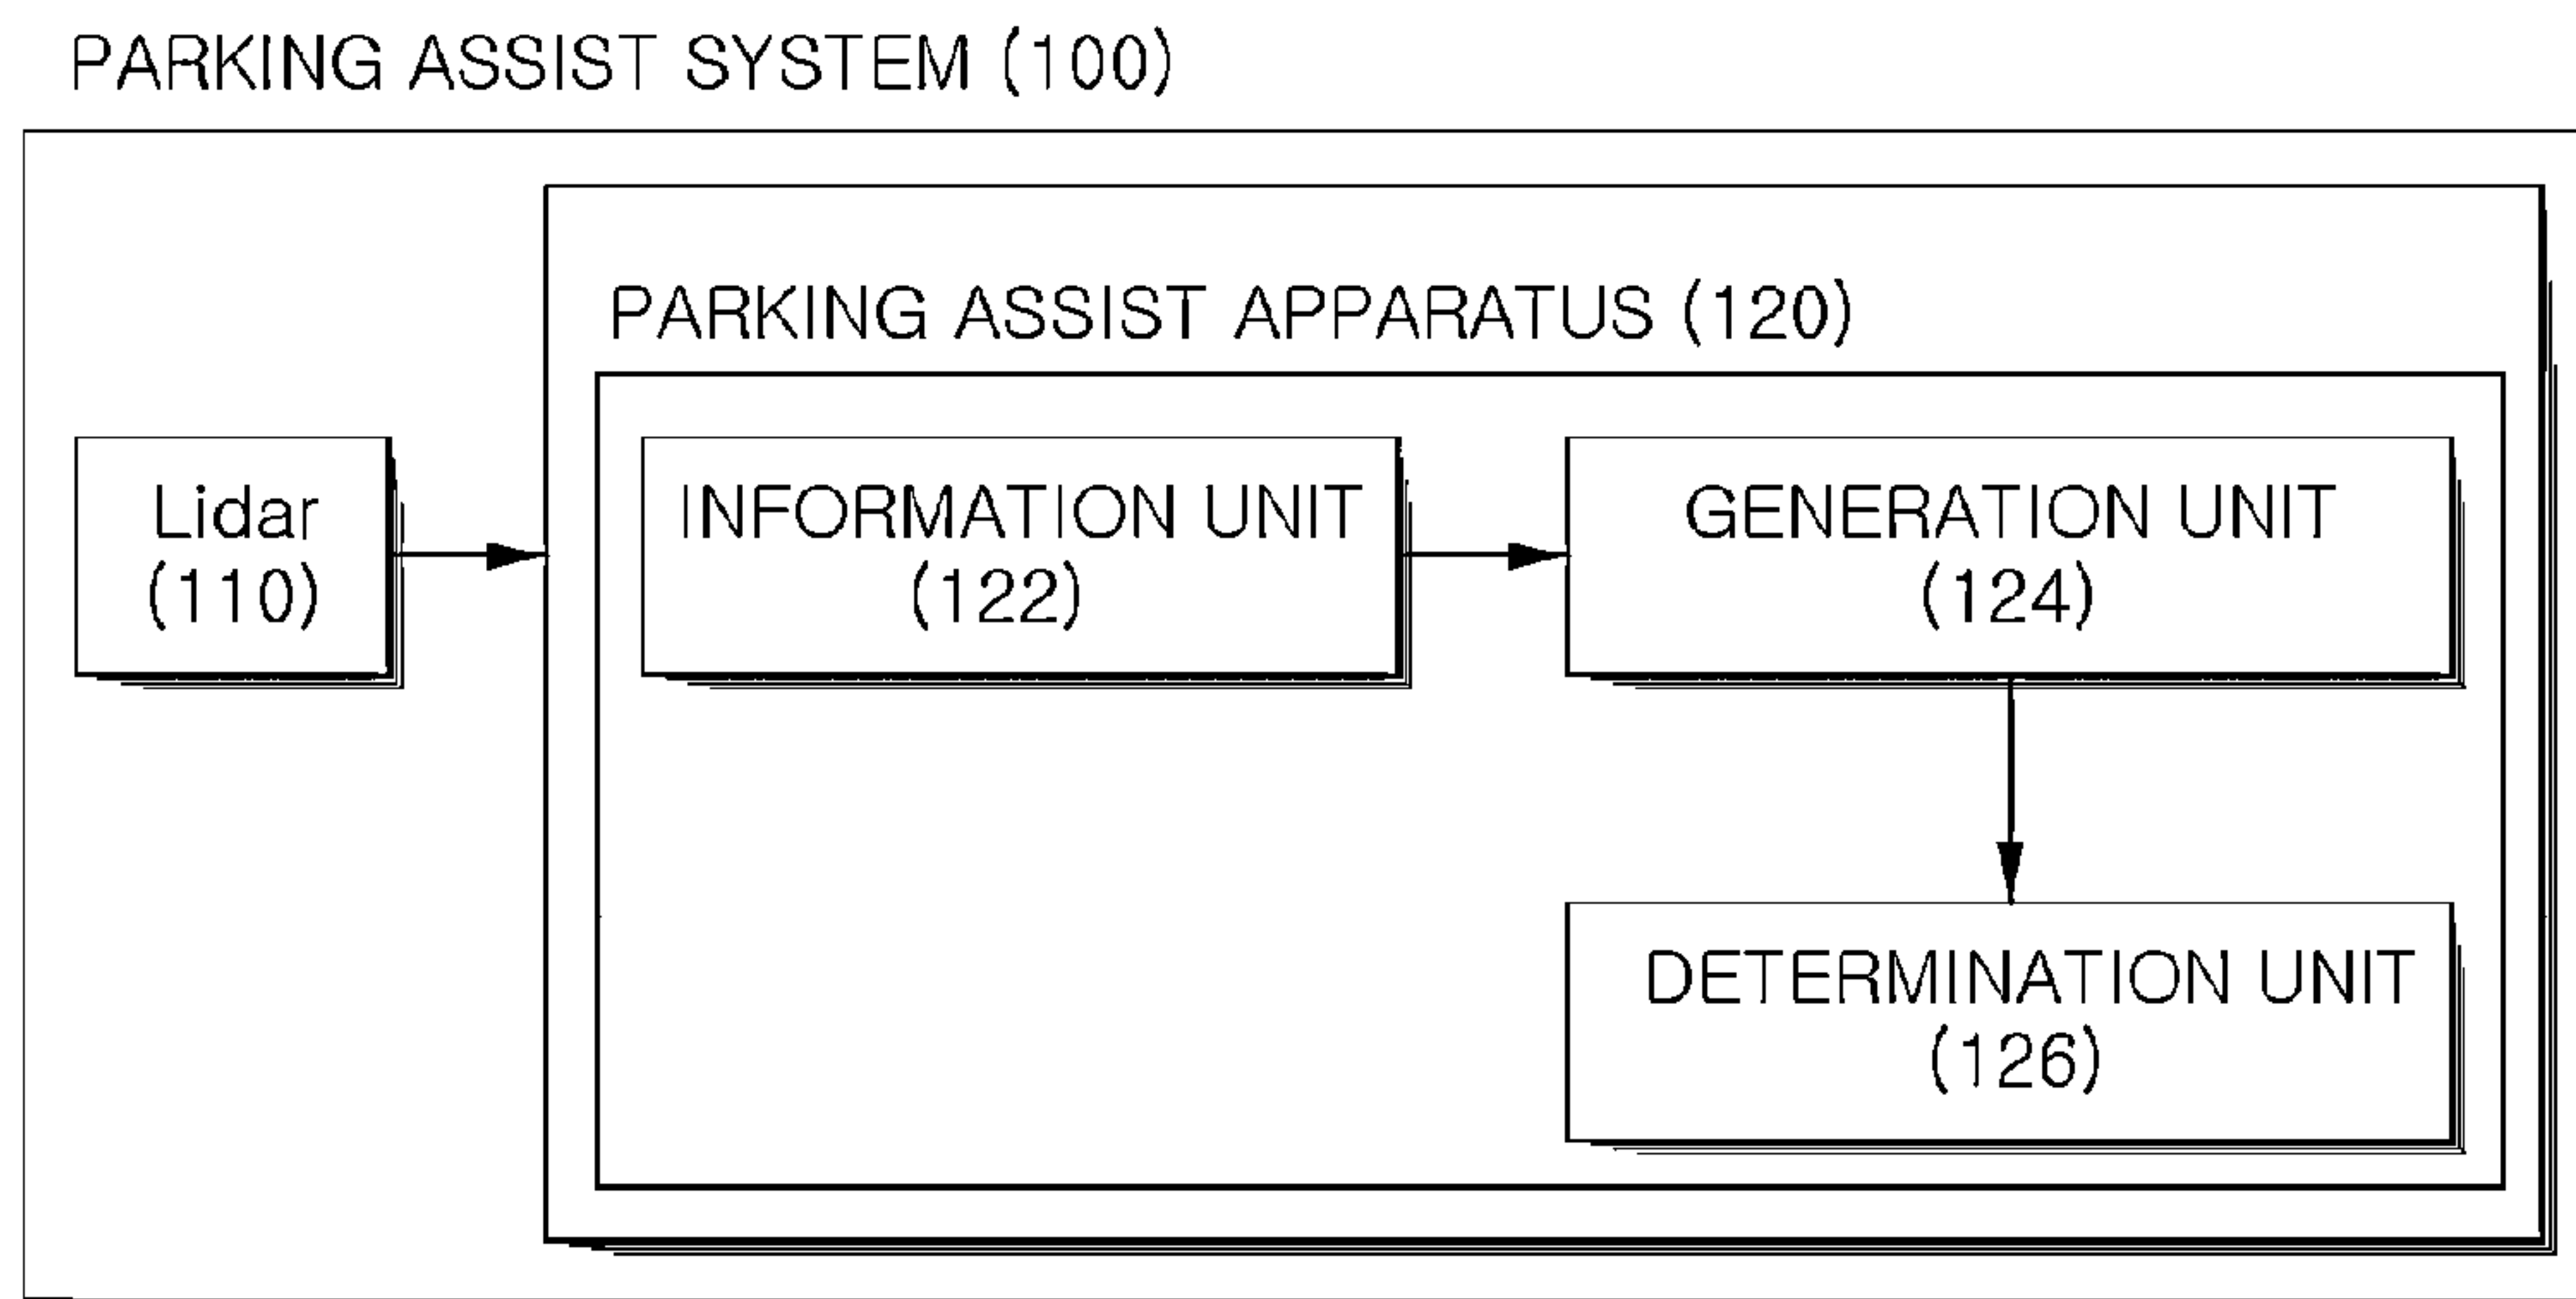 PARKING ASSIST SYSTEM (100)
PARKING ASSIST APPARATUS (120)
Lidar
(110)
INFORMATION UNIT
(122)
GENERATION UNIT
(124)
DETERMINATION UNIT
(126)